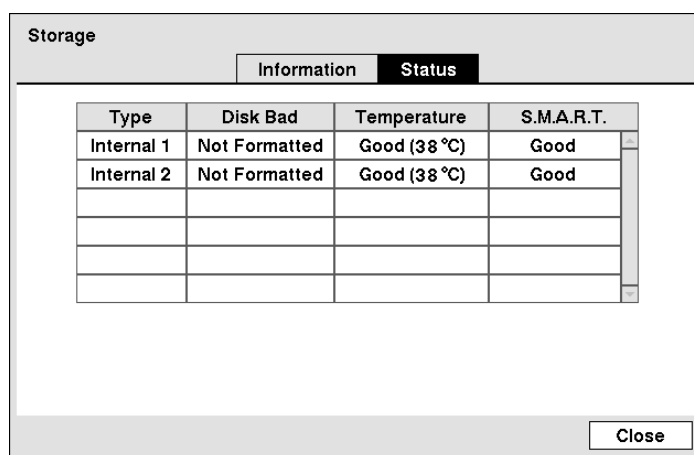 Storage
Information Status
Type Disk Bad Temperature S.M.A.R.T.
Internal 1 Not Formatted Good (38°C) Good
Internal 2 Not Formatted Good (38°C) Good
Close